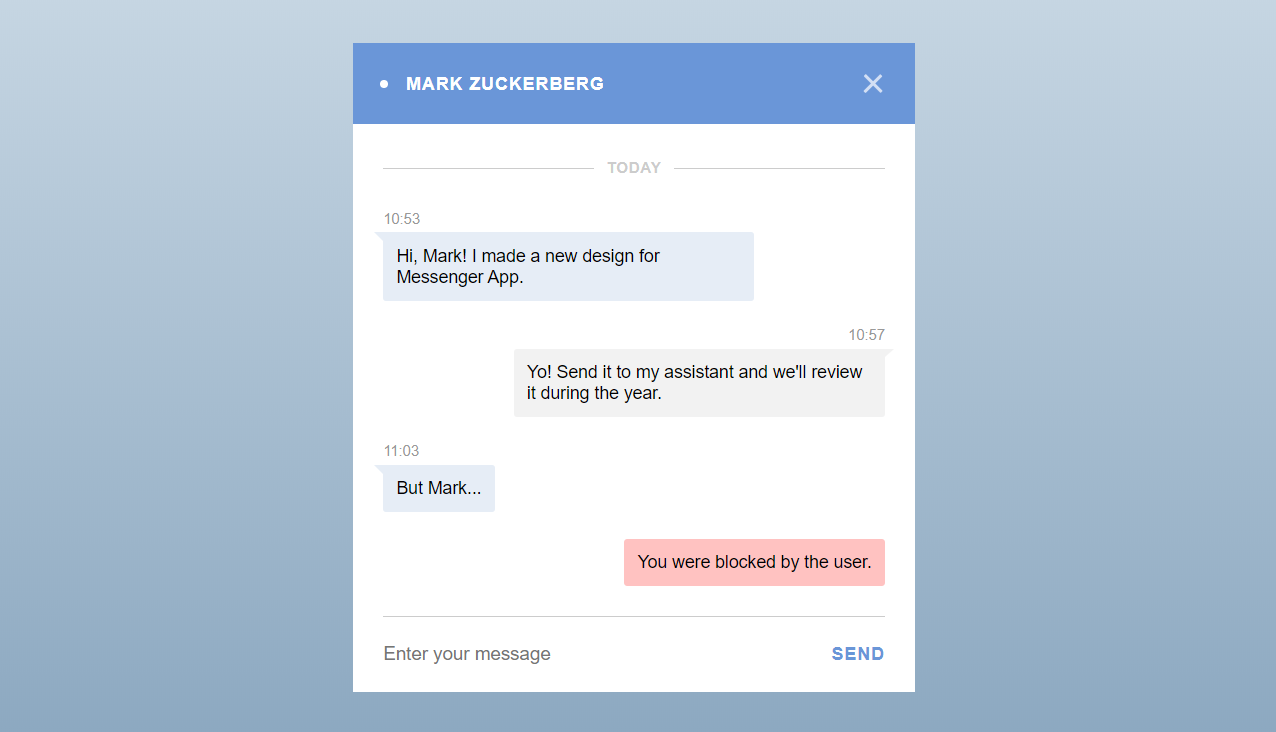 MARK ZUCKERBERG
TODAY
10:53
Hi, Mark! I made a new design for
Messenger App.
10:57
Yo! Send it to my assistant and we'll review
it during the year.
11:03
But Mark...
You were blocked by the user.
Enter your message
SEND